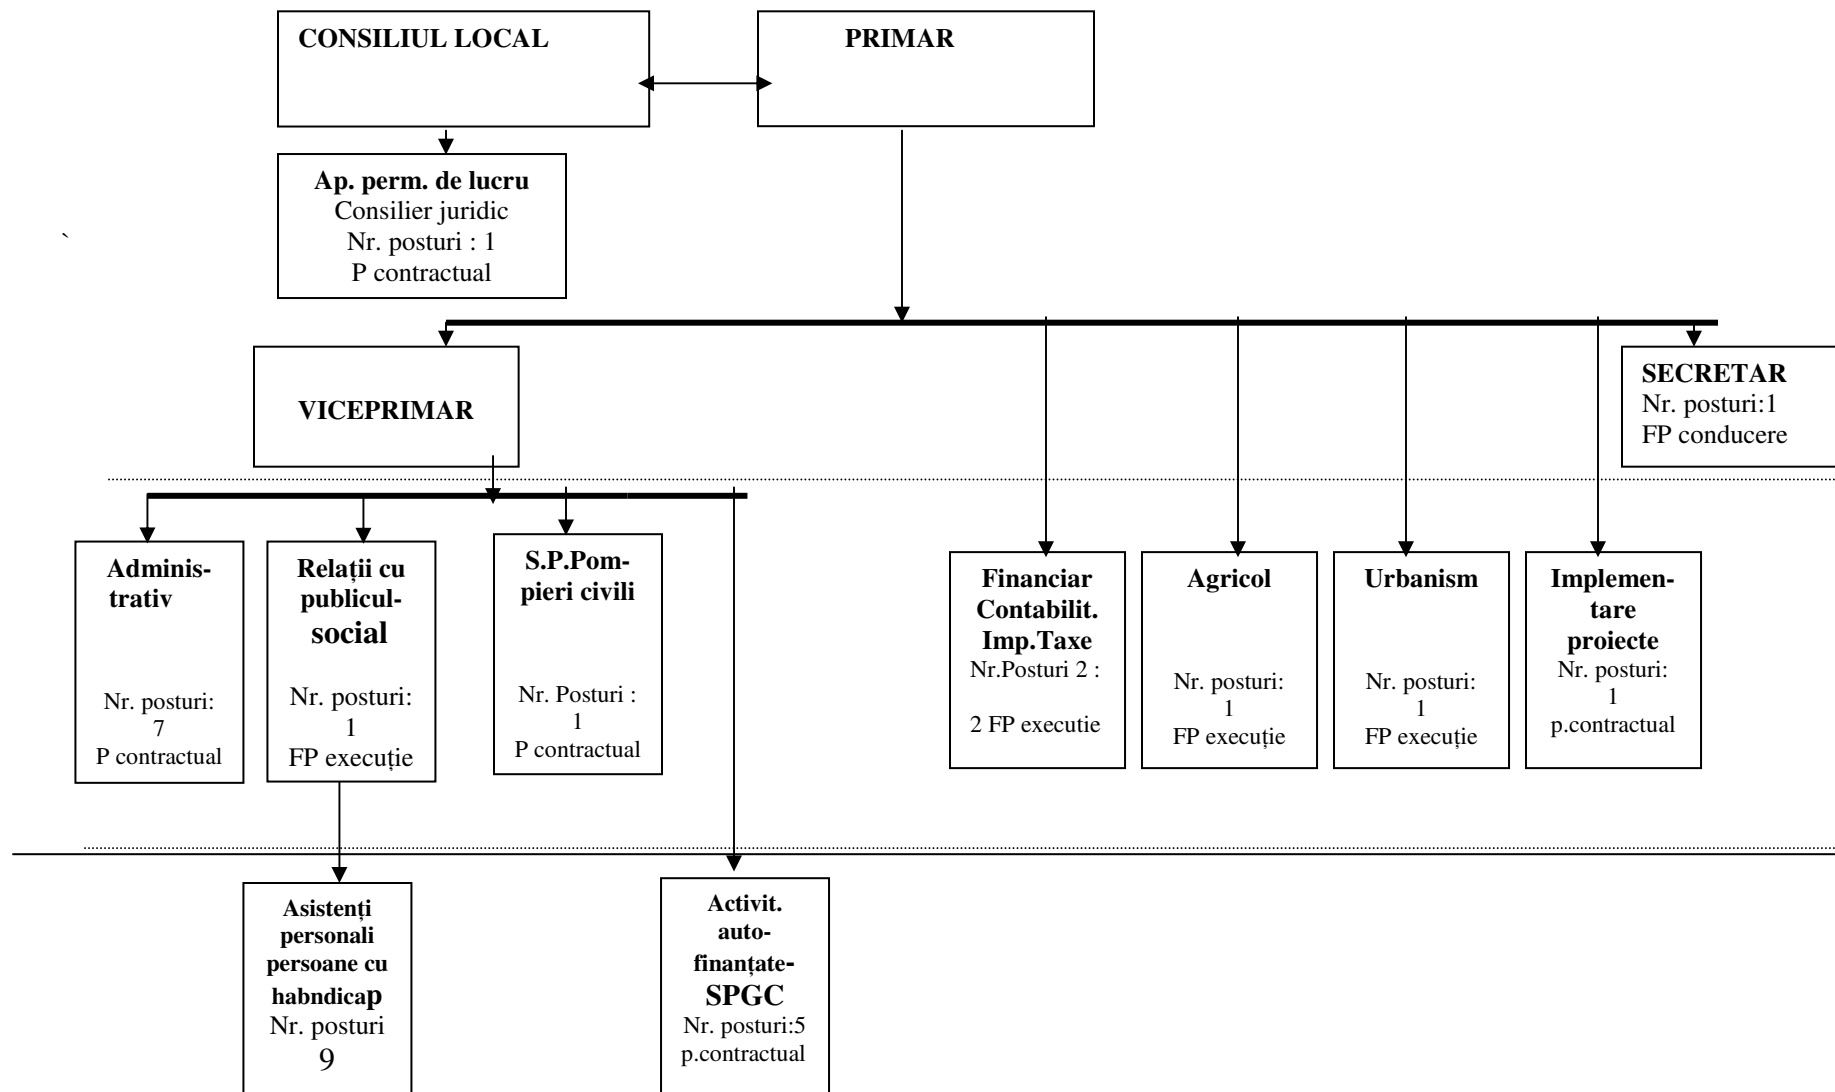 CONSILIUL LOCAL
PRIMAR
Ap. perm. de lucru
Consilier juridic
Nr. posturi : 1
P contractual
`
VICEPRIMAR
SECRETAR
Nr. posturi:1
FP conducere
Adminis-
trativ
Nr. posturi:
7
P contractual
Relații cu
publicul-
social
Nr. posturi:
1
FP execuție
S.P.Pom-
pieri civili
Nr. Posturi :
1
P contractual
Financiar
Contabilit.
Imp.Taxe
Nr.Posturi 2 :
2 FP executie
Agricol
Nr. posturi:
1
FP execuție
Urbanism
Nr. posturi:
1
FP execuție
Implemen-
tare
proiecte
Nr. posturi:
1
p.contractual
Asistenți
personali
persoane cu
habndicap
Nr. posturi
9
Activit.
auto-
finanțate-
SPGC
Nr. posturi:5
p.contractual